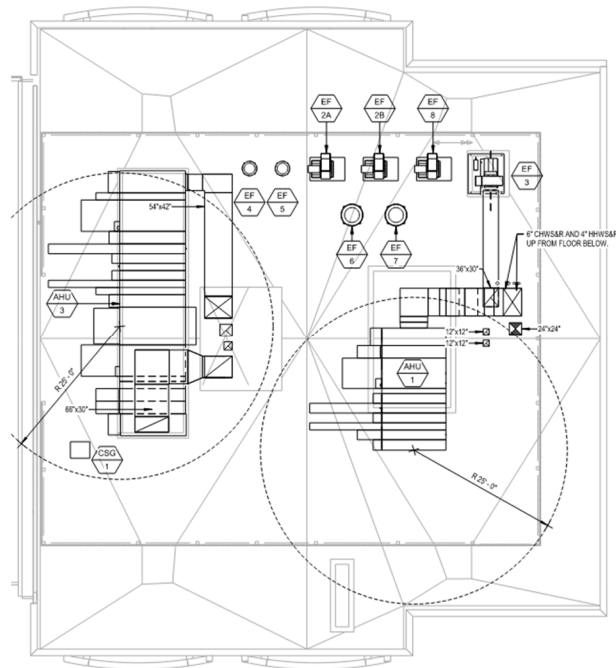 EF
2A
EF
2B
EF
8
EF
3
EF
4
EF
5
54"x42"
EF
6
EF
7
6" CHWS&R AND 4" HHWS&R
UP FROM FLOOR BELOW.
36"x30"
AHU
3
12"x12"
12"x12"
24"x24"
AHU
1
R 25' - 0"
66"x30"
CSG
1
R 25' - 0"